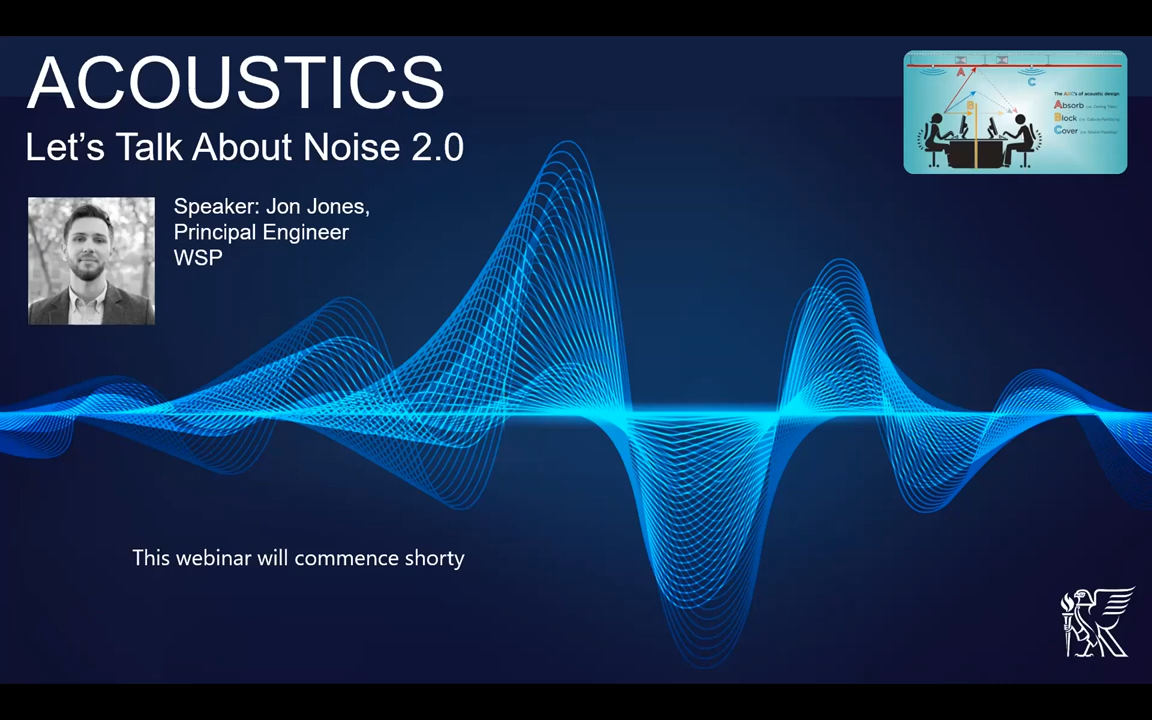 ACOUSTICS
Let's Talk About Noise 2.0
Speaker: Jon Jones,
Principal Engineer
WSP
A
C
B
The ABC's of acoustic design
Absorb
Block
Cover
This webinar will commence shorty